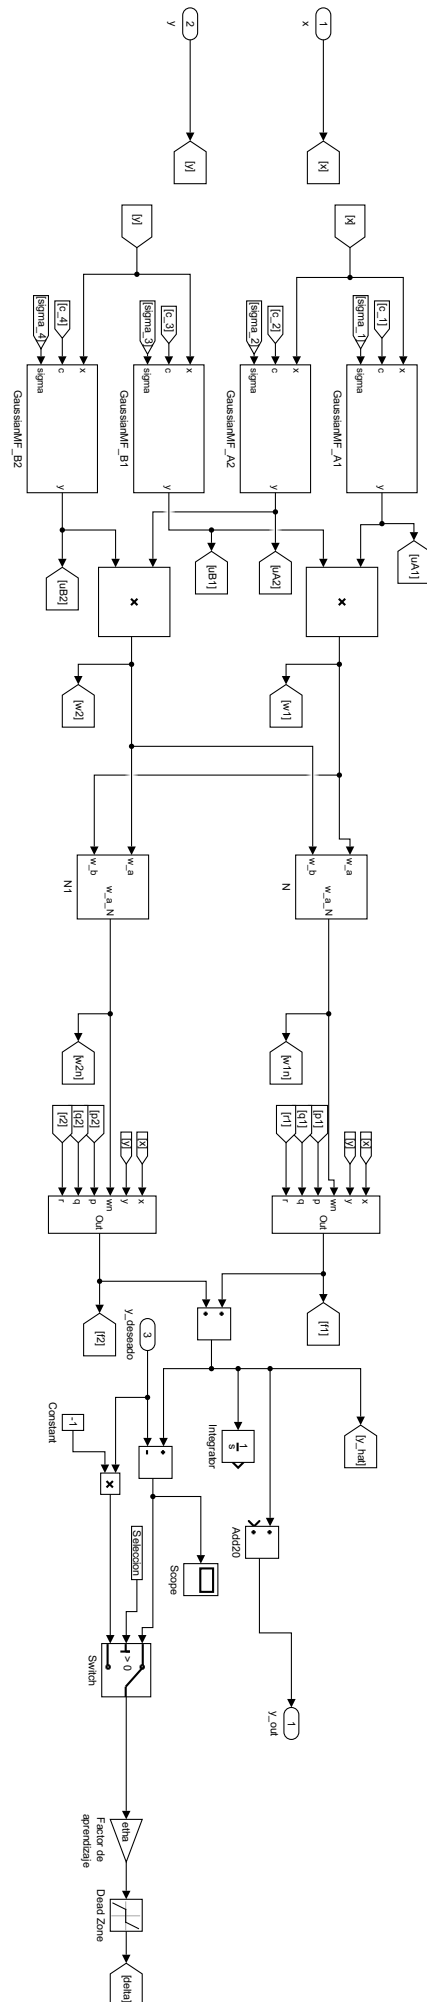 1
x
[x]
2
y
[y]
[x]
[y]
[c_1]
[sigma_1]
x
c
sigma
y
GaussianMF_A1
[c_2]
[sigma_2]
x
c
sigma
y
GaussianMF_A2
[c_3]
[sigma_3]
x
c
sigma
y
GaussianMF_B1
[c_4]
[sigma_4]
x
c
sigma
y
GaussianMF_B2
[uA1]
[uA2]
[uB1]
[uB2]
×
×
[w1]
[w2]
w_a
w_b
w_a_N
N
w_a
w_b
w_a_N
N1
[w1n]
[w2n]
[x]
[y]
[p1]
[q1]
[r1]
x
y
wn
p
q
r
Out
[x]
[y]
[p2]
[q2]
[r2]
x
y
wn
p
q
r
Out
[f1]
[f2]
[y_hat]
1
s
Integrator
Add20
1
y_out
3
y_deseado
+
−
-1
Constant
×
Scope
Seleccion
> 0
Switch
etha
Factor de
aprendizaje
Dead Zone
[delta]